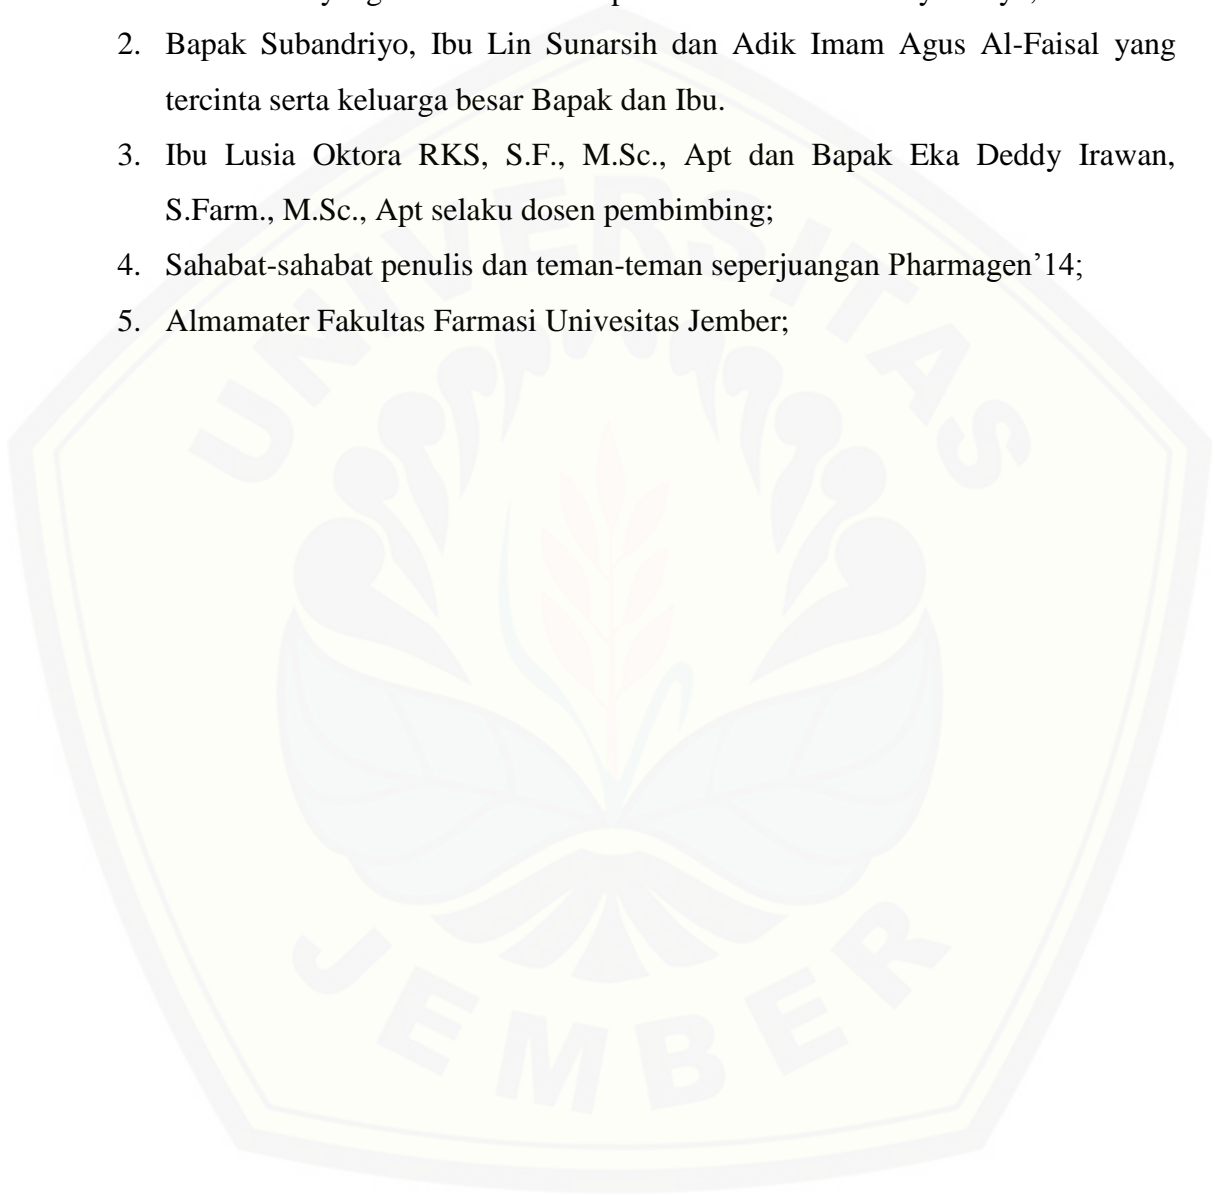 2. Bapak Subandriyo, Ibu Lin Sunarsih dan Adik Imam Agus Al-Faisal yang
tercinta serta keluarga besar Bapak dan Ibu.
3. Ibu Lusia Oktora RKS, S.F., M.Sc., Apt dan Bapak Eka Deddy Irawan,
S.Farm., M.Sc., Apt selaku dosen pembimbing;
4. Sahabat-sahabat penulis dan teman-teman seperjuangan Pharmagen’14;
5. Almamater Fakultas Farmasi Univesitas Jember;
UNIVERSITAS
JEMBER